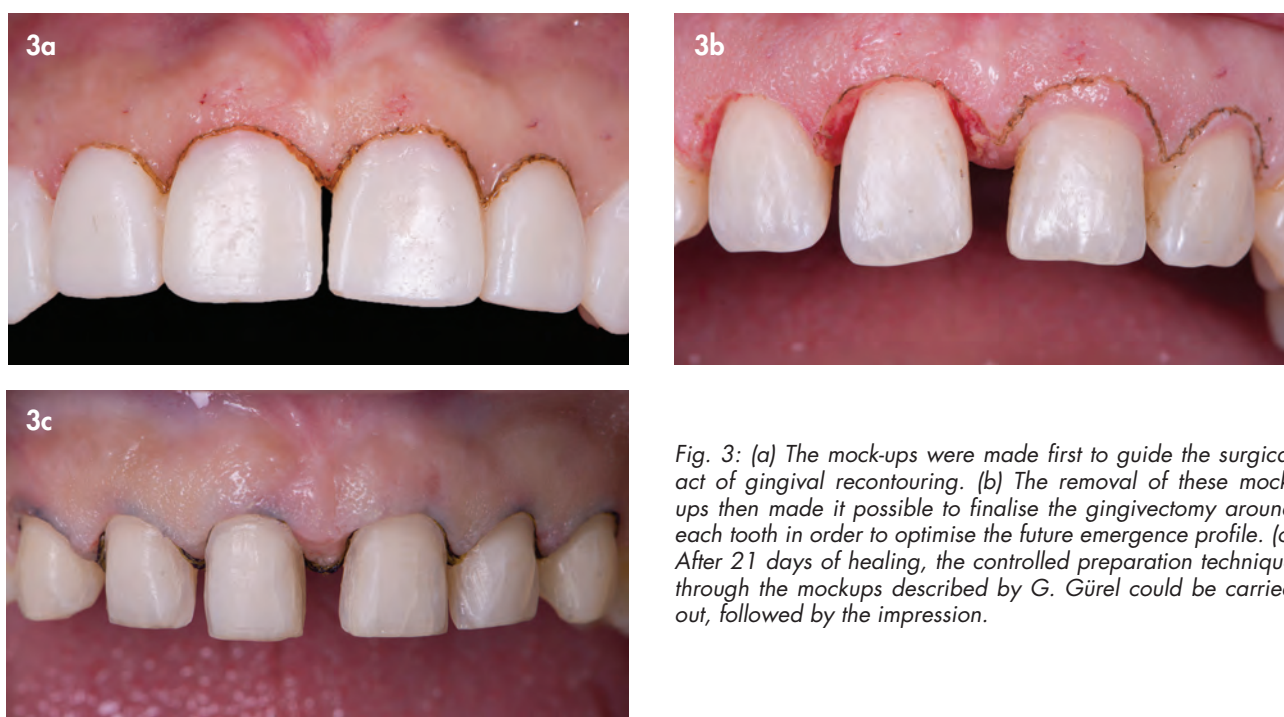 3a
3b
3c
Fig. 3: (a) The mock-ups were made first to guide the surgica
act of gingival recontouring. (b) The removal of these mock
ups then made it possible to finalise the gingivectomy aroun
each tooth in order to optimise the future emergence profile. (c
After 21 days of healing, the controlled preparation techniqu
through the mockups described by G. Gürel could be carrie
out, followed by the impression.